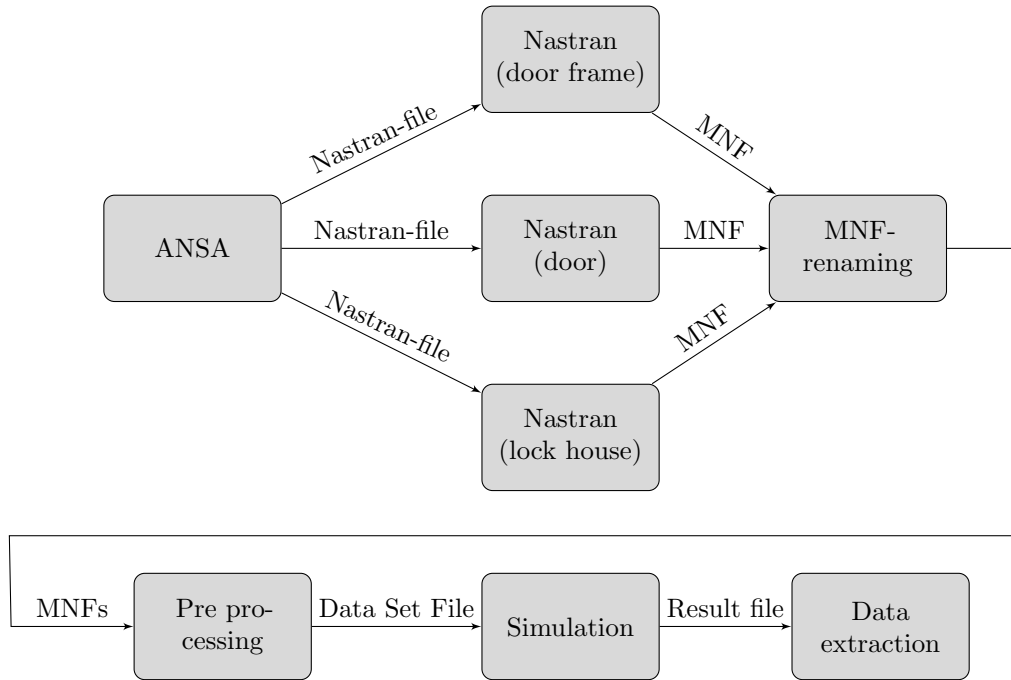 Nastran
(door frame)
Nastran-file
MNF
ANSA
Nastran-file
Nastran
(door)
MNF
MNF-
renaming
Nastran-file
MNF
Nastran
(lock house)
MNFs
Pre pro-
cessing
Data Set File
Simulation
Result file
Data
extraction